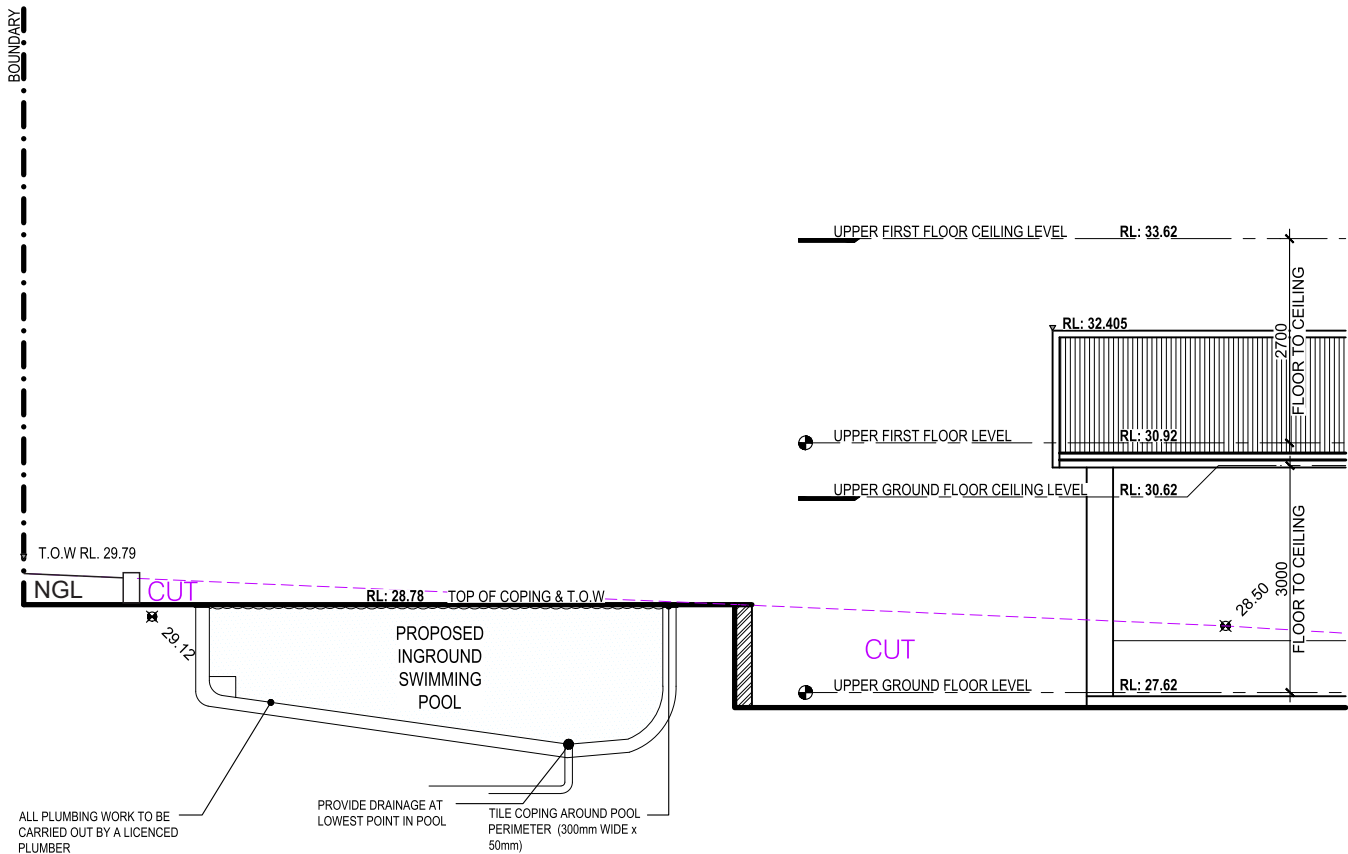 BOUNDARY
UPPER FIRST FLOOR CEILING LEVEL RL: 33.62
RL: 32.405
2700
FLOOR TO CEILING
UPPER FIRST FLOOR LEVEL RL: 30.92
UPPER GROUND FLOOR CEILING LEVEL RL: 30.62
3000
FLOOR TO CEILING
T.O.W RL. 29.79
NGL
CUT
RL: 28.78 TOP OF COPING & T.O.W
29.12
28.50
PROPOSED
INGROUND
SWIMMING
POOL
CUT
UPPER GROUND FLOOR LEVEL RL: 27.62
ALL PLUMBING WORK TO BE
CARRIED OUT BY A LICENCED
PLUMBER
PROVIDE DRAINAGE AT
LOWEST POINT IN POOL
TILE COPING AROUND POOL
PERIMETER (300mm WIDE x
50mm)